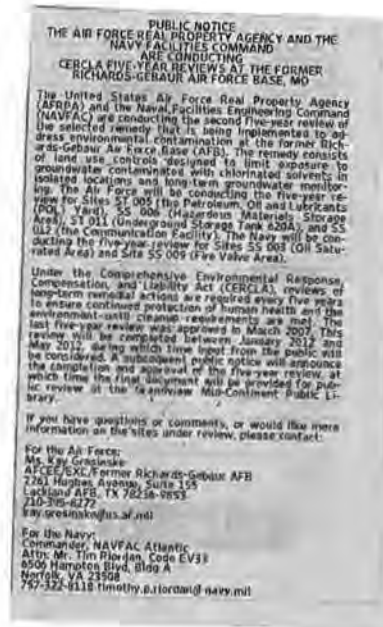 PUBLIC NOTICE
THE AIR FORCE REAL PROPERTY AGENCY AND THE
NAVY FACILITIES COMMAND
ARE CONDUCTING
CERCLA FIVE-YEAR REVIEWS AT THE FORMER
RICHARDS-GEBAUR AIR FORCE BASE, MO
The United States Air Force Real Property Agency
(AFRPA) and the Naval Facilities Engineering Command
(NAVFAC) are conducting the second five-year review of
the selected remedy that is being implemented to ad-
dress environmental contamination at the former Rich-
ards-Gebaur Air Force Base (AFB). The remedy consists
of land use controls designed to limit exposure to
groundwater contaminated with chlorinated solvents in
isolated locations and long-term groundwater monitor-
ing. The Air Force will be conducting the five-year re-
view for Sites ST 005 (the Petroleum, Oil and Lubricants
(POL) Yard), SS 006 (Hazardous Materials Storage
Area), ST 011 (Underground Storage Tank 620A), and SS
012 (the Communication Facility). The Navy will be con-
ducting the five-year review for Sites SS 003 (Oil Satu-
rated Area) and Site SS 009 (Fire Valve Area).
Under the Comprehensive Environmental Response,
Compensation, and Liability Act (CERCLA), reviews of
long-term remedial actions are required every five years
to ensure continued protection of human health and the
environment-until cleanup requirements are met. The
last five-year review was approved in March 2007. This
review will be completed between January 2012 and
May 2012, during which time input from the public will
be considered. A subsequent public notice will announce
the completion and approval of the five-year review, at
which time the final document will be provided for pub-
lic review at the Grandview Mid-Continent Public Li-
brary.
If you have questions or comments, or would like more
information on the sites under review, please contact:
For the Air Force:
Ms. Kay Grosinske
AFCEE/EXC/Former Richards-Gebaur AFB
2261 Hughes Avenue, Suite 155
Lackland AFB, TX 78236-9853
210-395-8272
For the Navy:
Commander, NAVFAC Atlantic
Attn: Mr. Tim Riordan, Code EV33
6506 Hampton Blvd, Bldg A
Norfolk, VA 23508
757-322-8118 timothy.p.riordan@navy.mil